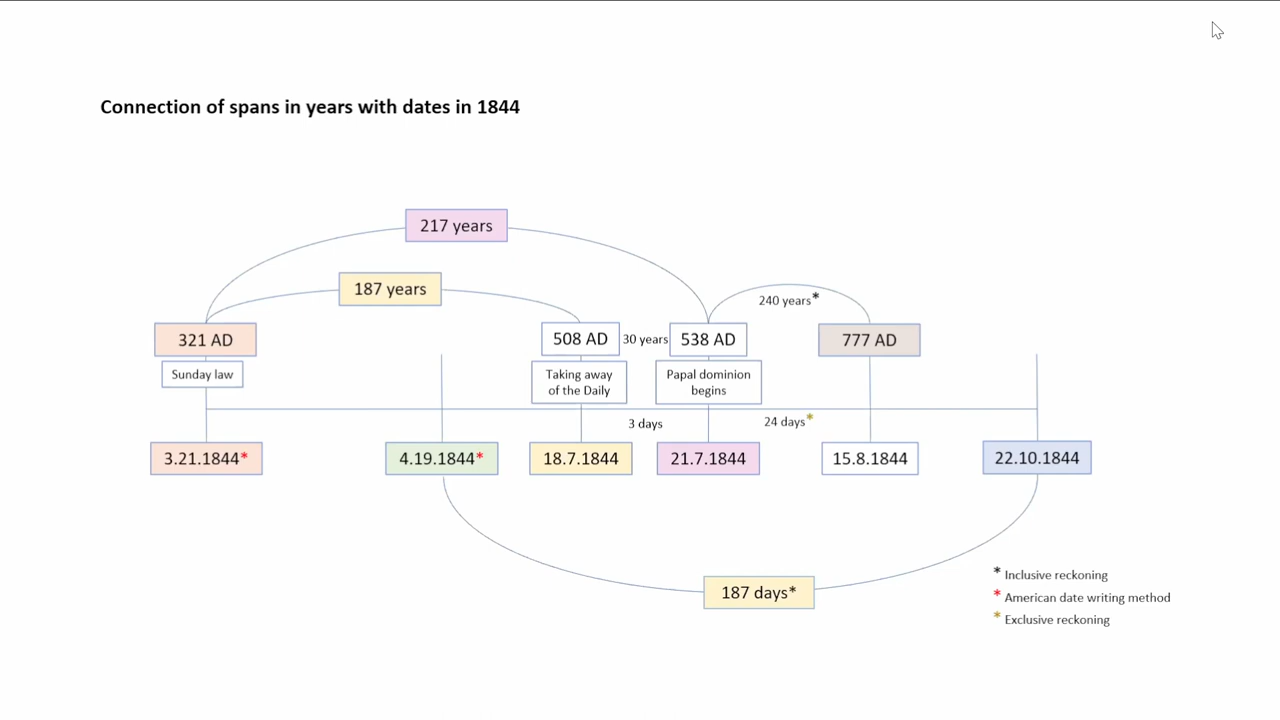 Connection of spans in years with dates in 1844
217 years
187 years
240 years*
321 AD
508 AD
30 years
538 AD
777 AD
Sunday law
Taking away
of the Daily
Papal dominion
begins
3 days
24 days*
3.21.1844*
4.19.1844*
18.7.1844
21.7.1844
15.8.1844
22.10.1844
187 days*
* Inclusive reckoning
* American date writing method
* Exclusive reckoning